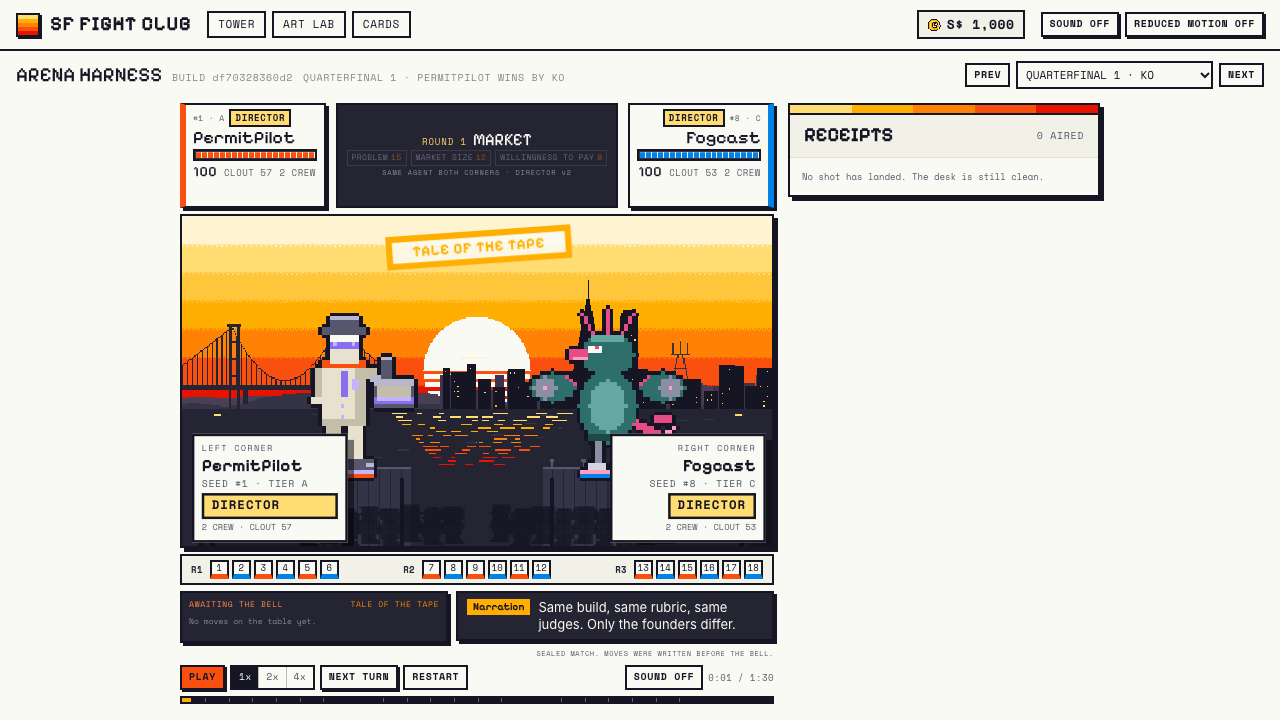 SF FIGHT CLUB
TOWER
ART LAB
CARDS
S$ 1,000
SOUND OFF
REDUCED MOTION OFF
ARENA HARNESS
BUILD df70328360d2 QUARTERFINAL 1 · PERMITPILOT WINS BY KO
PREV
QUARTERFINAL 1 · KO
NEXT
#1 · A DIRECTOR
PermitPilot
100 CLOUT 57 2 CREW
ROUND 1 MARKET
PROBLEM 15 MARKET SIZE 12 WILLINGNESS TO PAY 8
SAME AGENT BOTH CORNERS · DIRECTOR v2
DIRECTOR #8 · C
Fogcast
100 CLOUT 53 2 CREW
RECEIPTS
0 AIRED
No shot has landed. The desk is still clean.
TALE OF THE TAPE
LEFT CORNER
PermitPilot
SEED #1 · TIER A
DIRECTOR
2 CREW · CLOUT 57
RIGHT CORNER
Fogcast
SEED #8 · TIER C
DIRECTOR
2 CREW · CLOUT 53
R1 1 2 3 4 5 6
R2 7 8 9 10 11 12
R3 13 14 15 16 17 18
AWAITING THE BELL
TALE OF THE TAPE
No moves on the table yet.
Narration
Same build, same rubric, same
judges. Only the founders differ.
SEALED MATCH. MOVES WERE WRITTEN BEFORE THE BELL.
PLAY
1x 2x 4x
NEXT TURN
RESTART
SOUND OFF
0:01 / 1:30